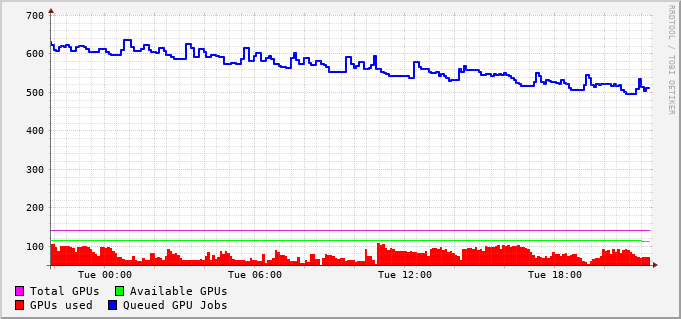 700
600
500
400
300
200
100
Tue 00:00 Tue 06:00 Tue 12:00 Tue 18:00
Total GPUs Available GPUs
GPUs used Queued GPU Jobs
RRDTOOL / TOBI OETIKER